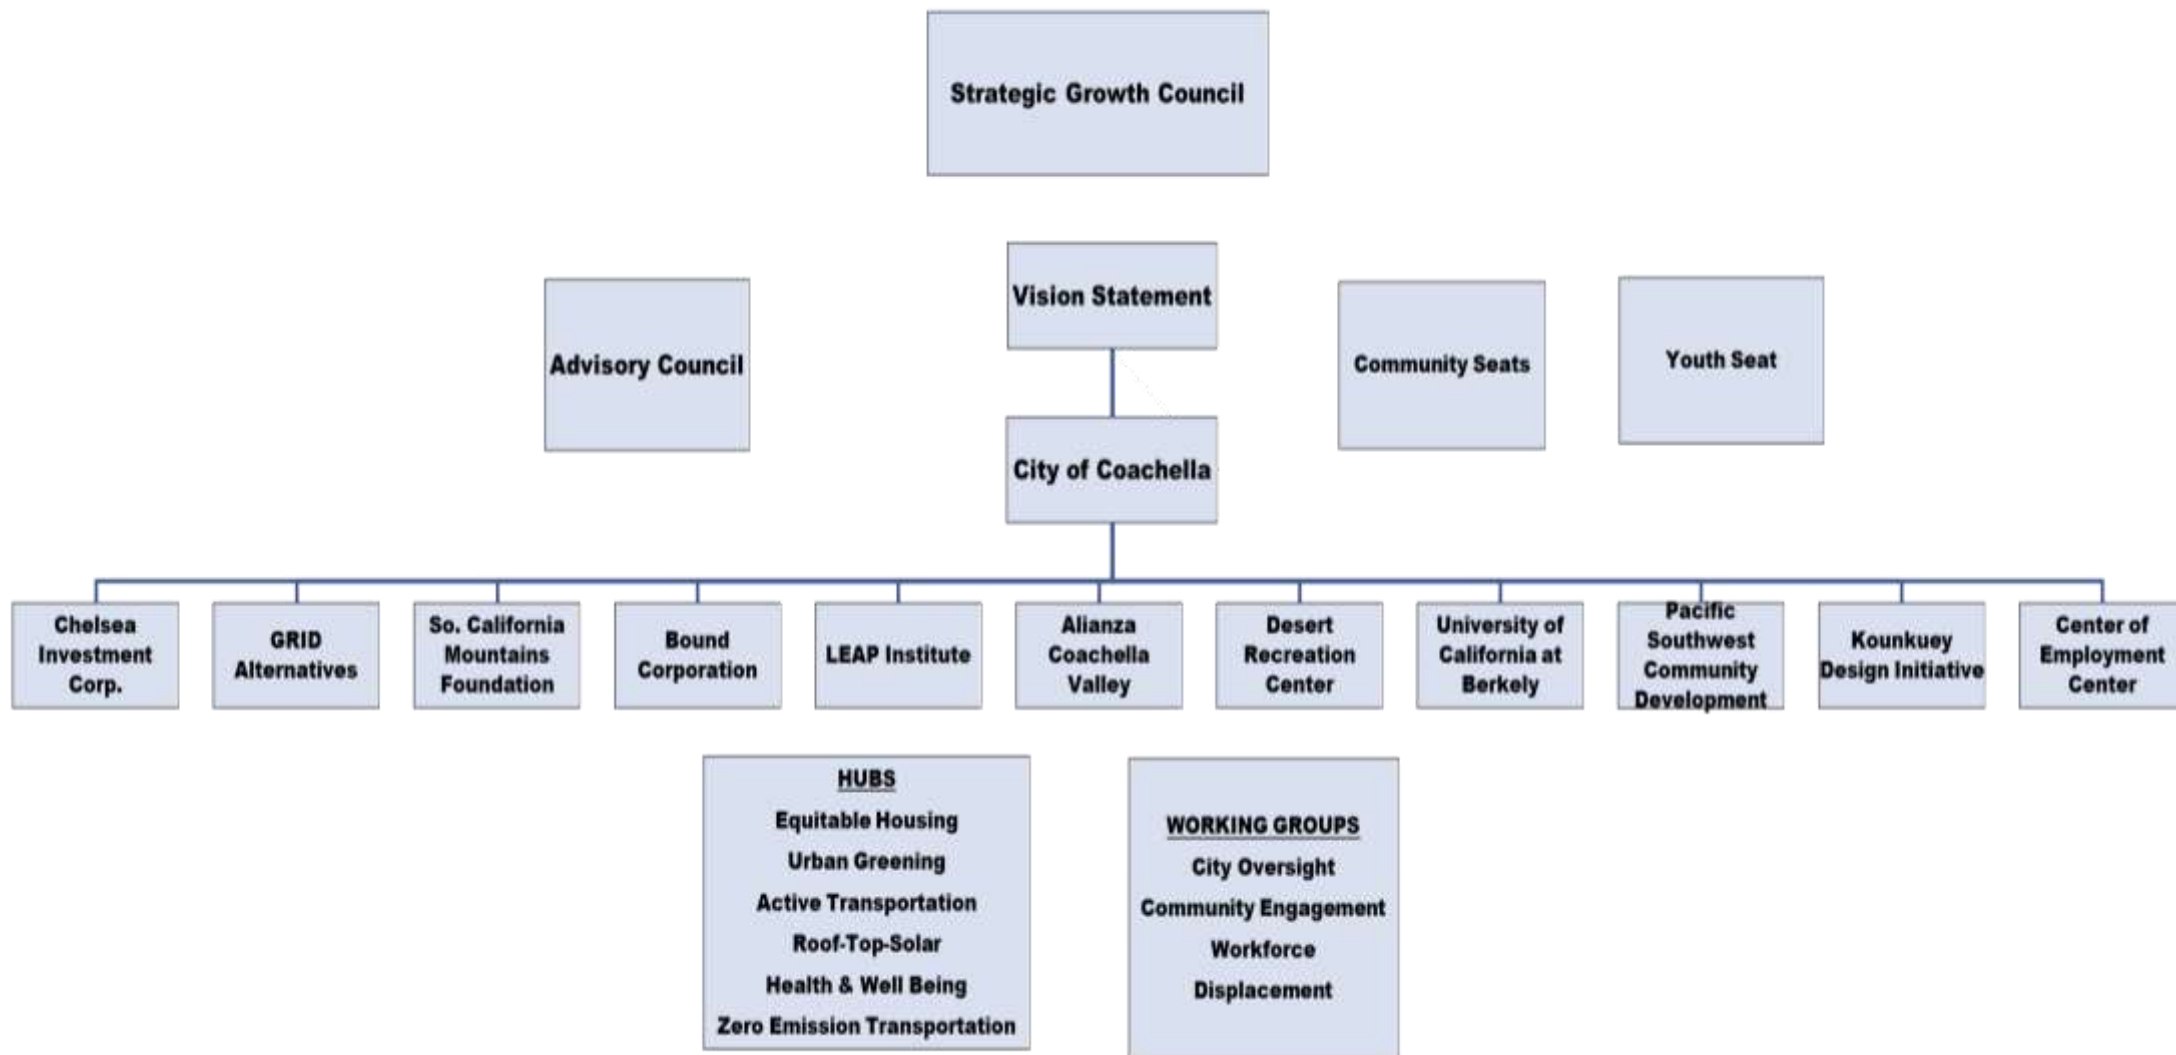 Strategic Growth Council
Vision Statement
Advisory Council
Community Seats
Youth Seat
City of Coachella
Chelsea
Investment
Corp.
GRID
Alternatives
So. California
Mountains
Foundation
Bound
Corporation
LEAP Institute
Alianza
Coachella
Valley
Desert
Recreation
Center
University of
California at
Berkely
Pacific
Southwest
Community
Development
Kounkuey
Design Initiative
Center of
Employment
Center
HUBS
Equitable Housing
Urban Greening
Active Transportation
Roof-Top-Solar
Health & Well Being
Zero Emission Transportation
WORKING GROUPS
City Oversight
Community Engagement
Workforce
Displacement